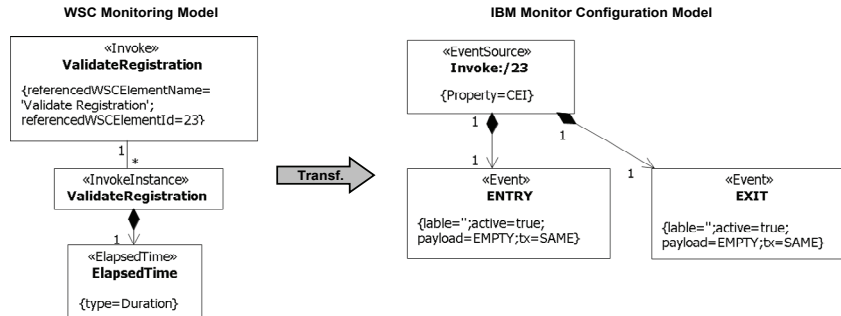 WSC Monitoring Model
«Invoke»
ValidateRegistration
{referencedWSCElementName=
'Validate Registration';
referencedWSCElementId=23}
1
*
«InvokeInstance»
ValidateRegistration
1
«ElapsedTime»
ElapsedTime
{type=Duration}
Transf.
IBM Monitor Configuration Model
«EventSource»
Invoke:/23
{Property=CEI}
1
1
1
1
«Event»
ENTRY
{lable='';active=true;
payload=EMPTY;tx=SAME}
«Event»
EXIT
{lable='';active=true;
payload=EMPTY;tx=SAME}